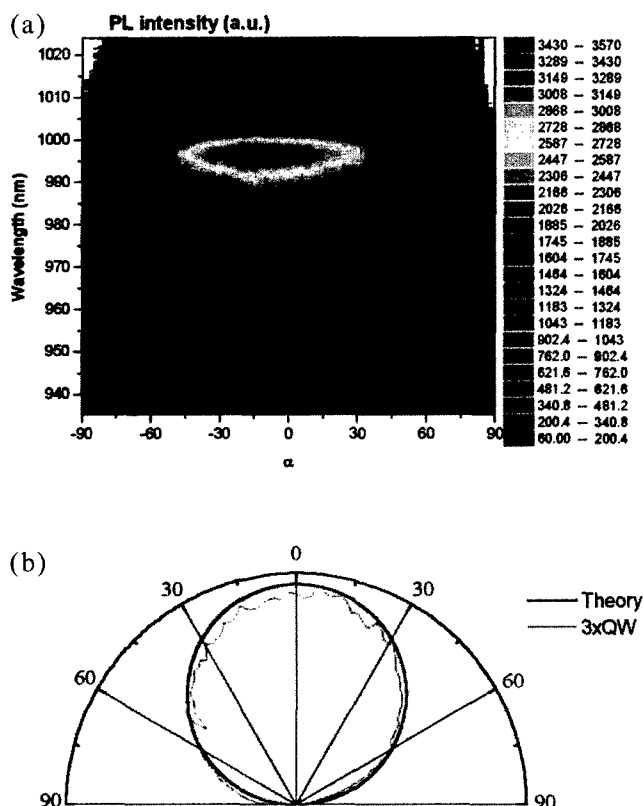 (a)
PL intensity (a.u.)
1020
1010
1000
990
980
970
960
950
940
Wavelength (nm)
-90
-60
-30
0
30
60
90
α
3430 -- 3570
3289 -- 3430
3149 -- 3289
3008 -- 3149
2868 -- 3008
2728 -- 2868
2587 -- 2728
2447 -- 2587
2306 -- 2447
2166 -- 2306
2026 -- 2166
1885 -- 2026
1745 -- 1885
1604 -- 1745
1464 -- 1604
1324 -- 1464
1183 -- 1324
1043 -- 1183
902.4 -- 1043
762.0 -- 902.4
621.6 -- 762.0
481.2 -- 621.6
340.8 -- 481.2
200.4 -- 340.8
60.00 -- 200.4
(b)
0
30
30
60
60
90
90
Theory
3xQW